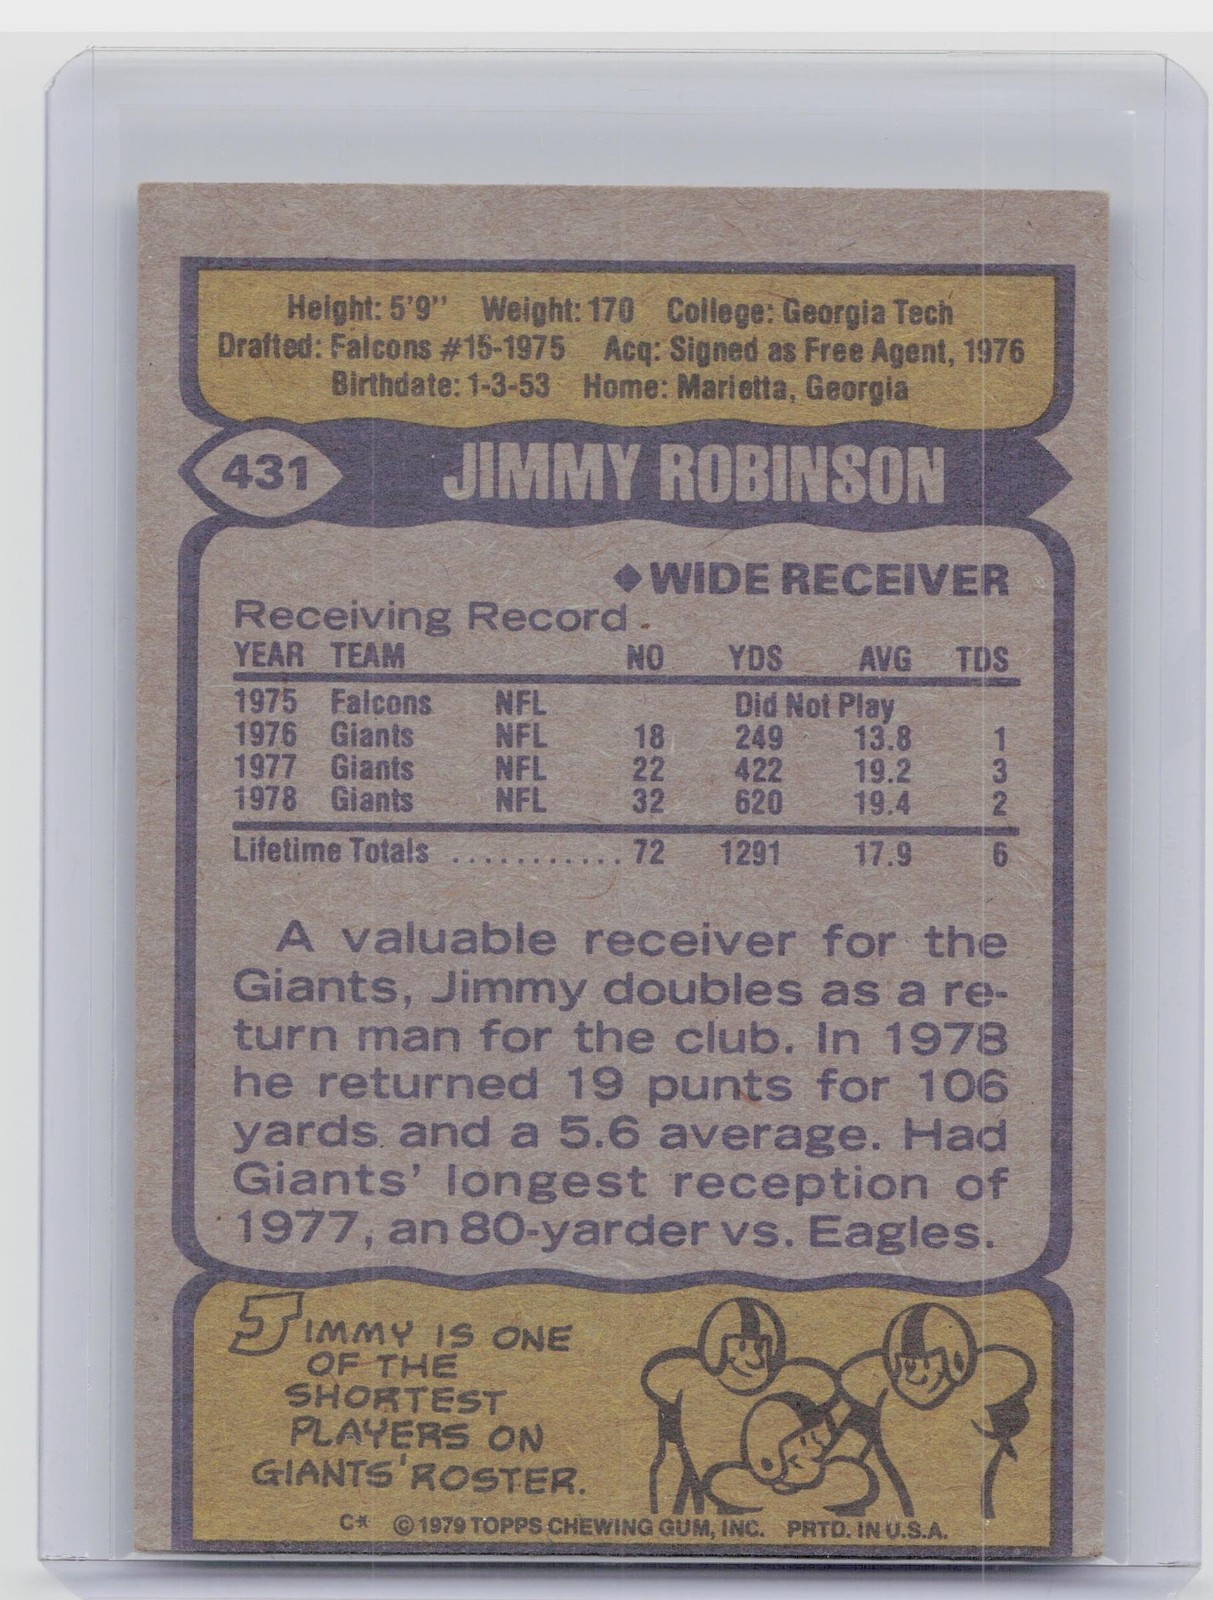 Height: 5'9" Weight: 170 College: Georgia Tech
Drafted: Falcons #15-1975 Acq: Signed as Free Agent, 1976
Birthdate: 1-3-53 Home: Marietta, Georgia
431 JIMMY ROBINSON
◆WIDE RECEIVER
Receiving Record
YEAR TEAM NO YDS AVG TDS
1975 Falcons NFL Did Not Play
1976 Giants NFL 18 249 13.8 1
1977 Giants NFL 22 422 19.2 3
1978 Giants NFL 32 620 19.4 2
Lifetime Totals ........... 72 1291 17.9 6
A valuable receiver for the
Giants, Jimmy doubles as a re-
turn man for the club. In 1978
he returned 19 punts for 106
yards and a 5.6 average. Had
Giants' longest reception of
1977, an 80-yarder vs. Eagles.
JIMMY IS ONE
OF THE
SHORTEST
PLAYERS ON
GIANTS' ROSTER.
C* © 1979 TOPPS CHEWING GUM, INC. PRTD. IN U.S.A.